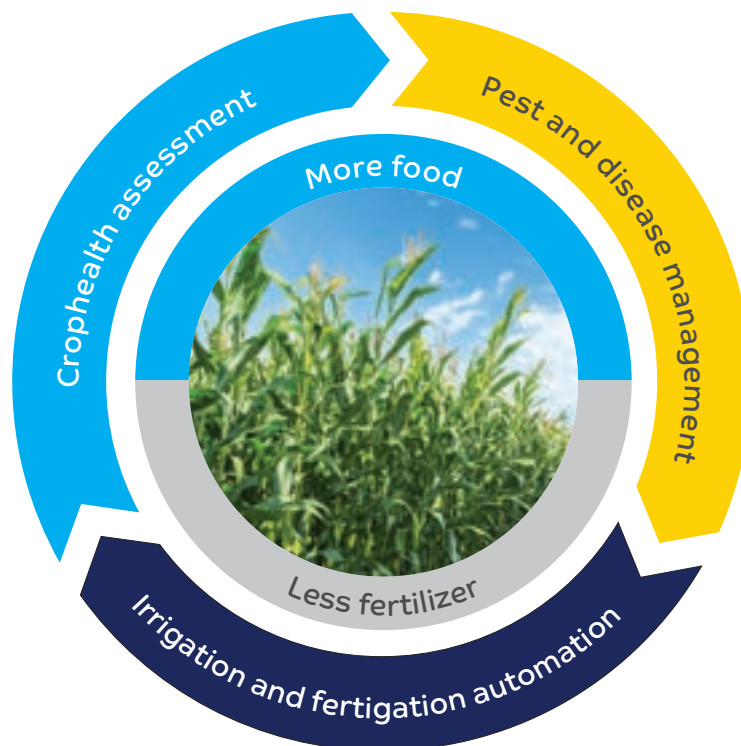 Crophealth assessment
Pest and disease management
More food
Less fertilizer
Irrigation and fertigation automation